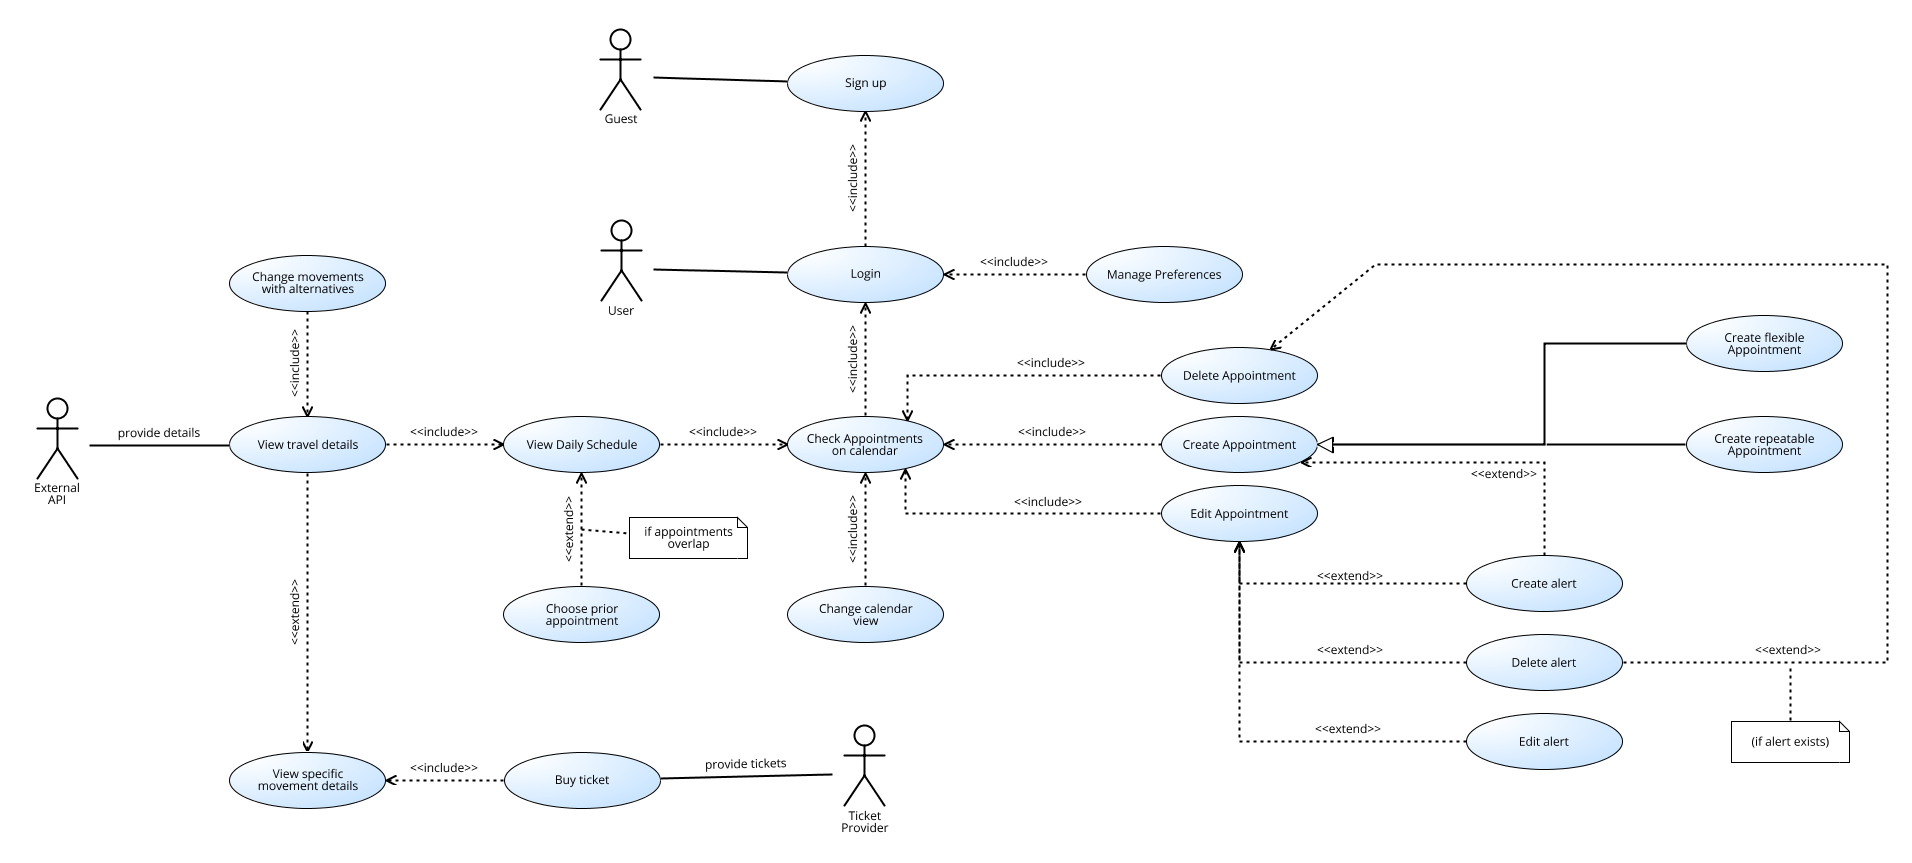 Guest
Sign up
<<include>>
User
Login
<<include>>
Manage Preferences
Change movements
with alternatives
<<include>>
<<include>>
<<include>>
Delete Appointment
Create flexible
Appointment
External
API
provide details
View travel details
<<include>>
View Daily Schedule
<<include>>
Check Appointments
on calendar
<<include>>
Create Appointment
Create repeatable
Appointment
<<extend>>
<<extend>>
if appointments
overlap
<<include>>
<<include>>
Edit Appointment
Choose prior
appointment
Change calendar
view
<<extend>>
Create alert
<<extend>>
<<extend>>
Delete alert
<<extend>>
<<extend>>
Edit alert
(if alert exists)
View specific
movement details
<<include>>
Buy ticket
provide tickets
Ticket
Provider